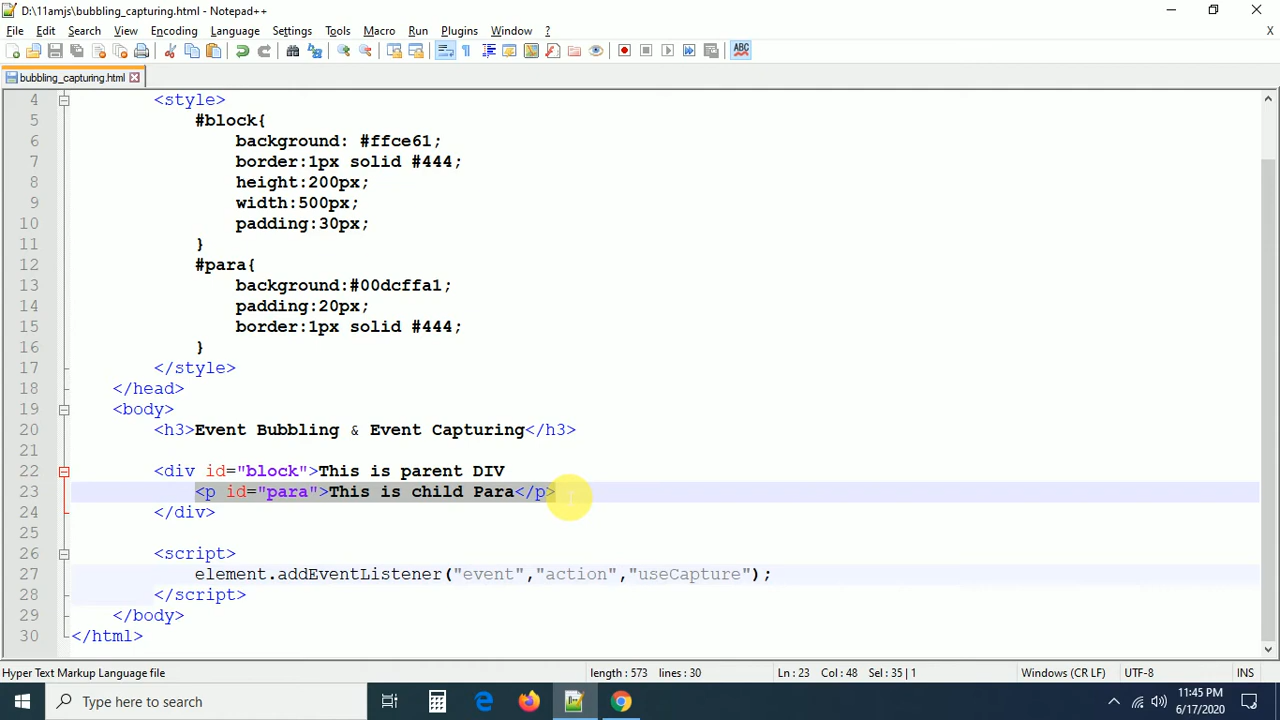 D:\11amjs\bubbling_capturing.html - Notepad++
File Edit Search View Encoding Language Settings Tools Macro Run Plugins Window ? X
ABC
bubbling_capturing.html
4 <style>
5 #block{
6 background: #ffce61;
7 border:1px solid #444;
8 height:200px;
9 width:500px;
10 padding:30px;
11 }
12 #para{
13 background:#00dcffa1;
14 padding:20px;
15 border:1px solid #444;
16 }
17 </style>
18 </head>
19 <body>
20 <h3>Event Bubbling & Event Capturing</h3>
21
22 <div id="block">This is parent DIV
23 <p id="para">This is child Para</p>
24 </div>
25
26 <script>
27 element.addEventListener("event","action","useCapture");
28 </script>
29 </body>
30 </html>
Hyper Text Markup Language file length : 573 lines : 30 Ln : 23 Col : 48 Sel : 35 | 1 Windows (CR LF) UTF-8 INS
Type here to search
11:45 PM
6/17/2020